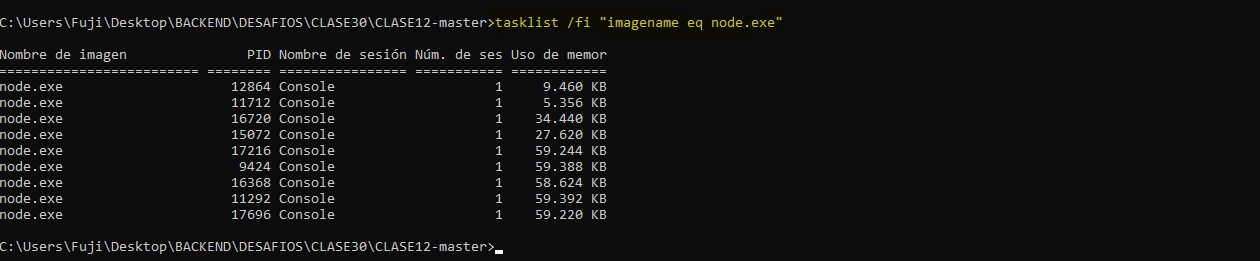 C:\Users\Fuji\Desktop\BACKEND\DESAFIOS\CLASE30\CLASE12-master>tasklist /fi "imagename eq node.exe"
Nombre de imagen               PID Nombre de sesión Núm. de ses Uso de memor
========================= ======== ================ =========== ============
node.exe                     12864 Console                    1     9.460 KB
node.exe                     11712 Console                    1     5.356 KB
node.exe                     16720 Console                    1    34.440 KB
node.exe                     15072 Console                    1    27.620 KB
node.exe                     17216 Console                    1    59.244 KB
node.exe                      9424 Console                    1    59.388 KB
node.exe                     16368 Console                    1    58.624 KB
node.exe                     11292 Console                    1    59.392 KB
node.exe                     17696 Console                    1    59.220 KB
C:\Users\Fuji\Desktop\BACKEND\DESAFIOS\CLASE30\CLASE12-master>